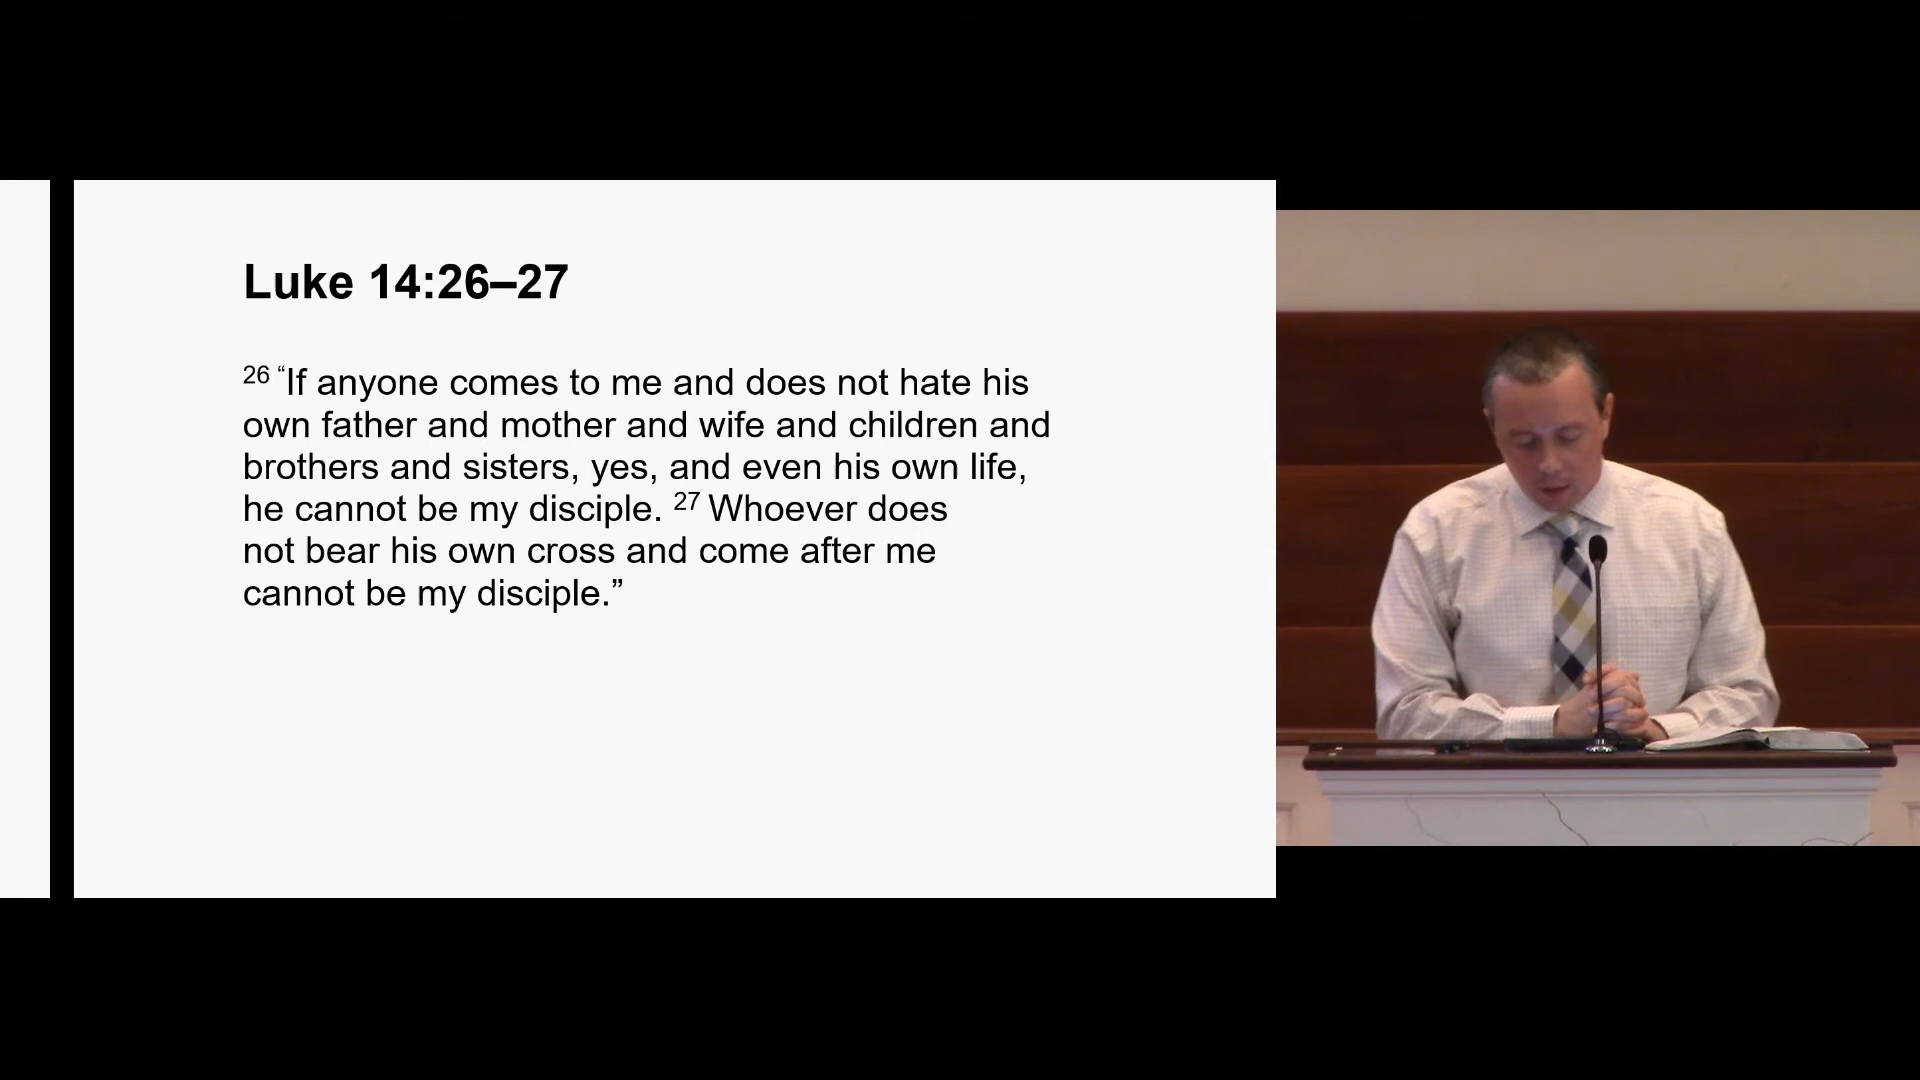 Luke 14:26–27
26 “If anyone comes to me and does not hate his
own father and mother and wife and children and
brothers and sisters, yes, and even his own life,
he cannot be my disciple. 27 Whoever does
not bear his own cross and come after me
cannot be my disciple.”